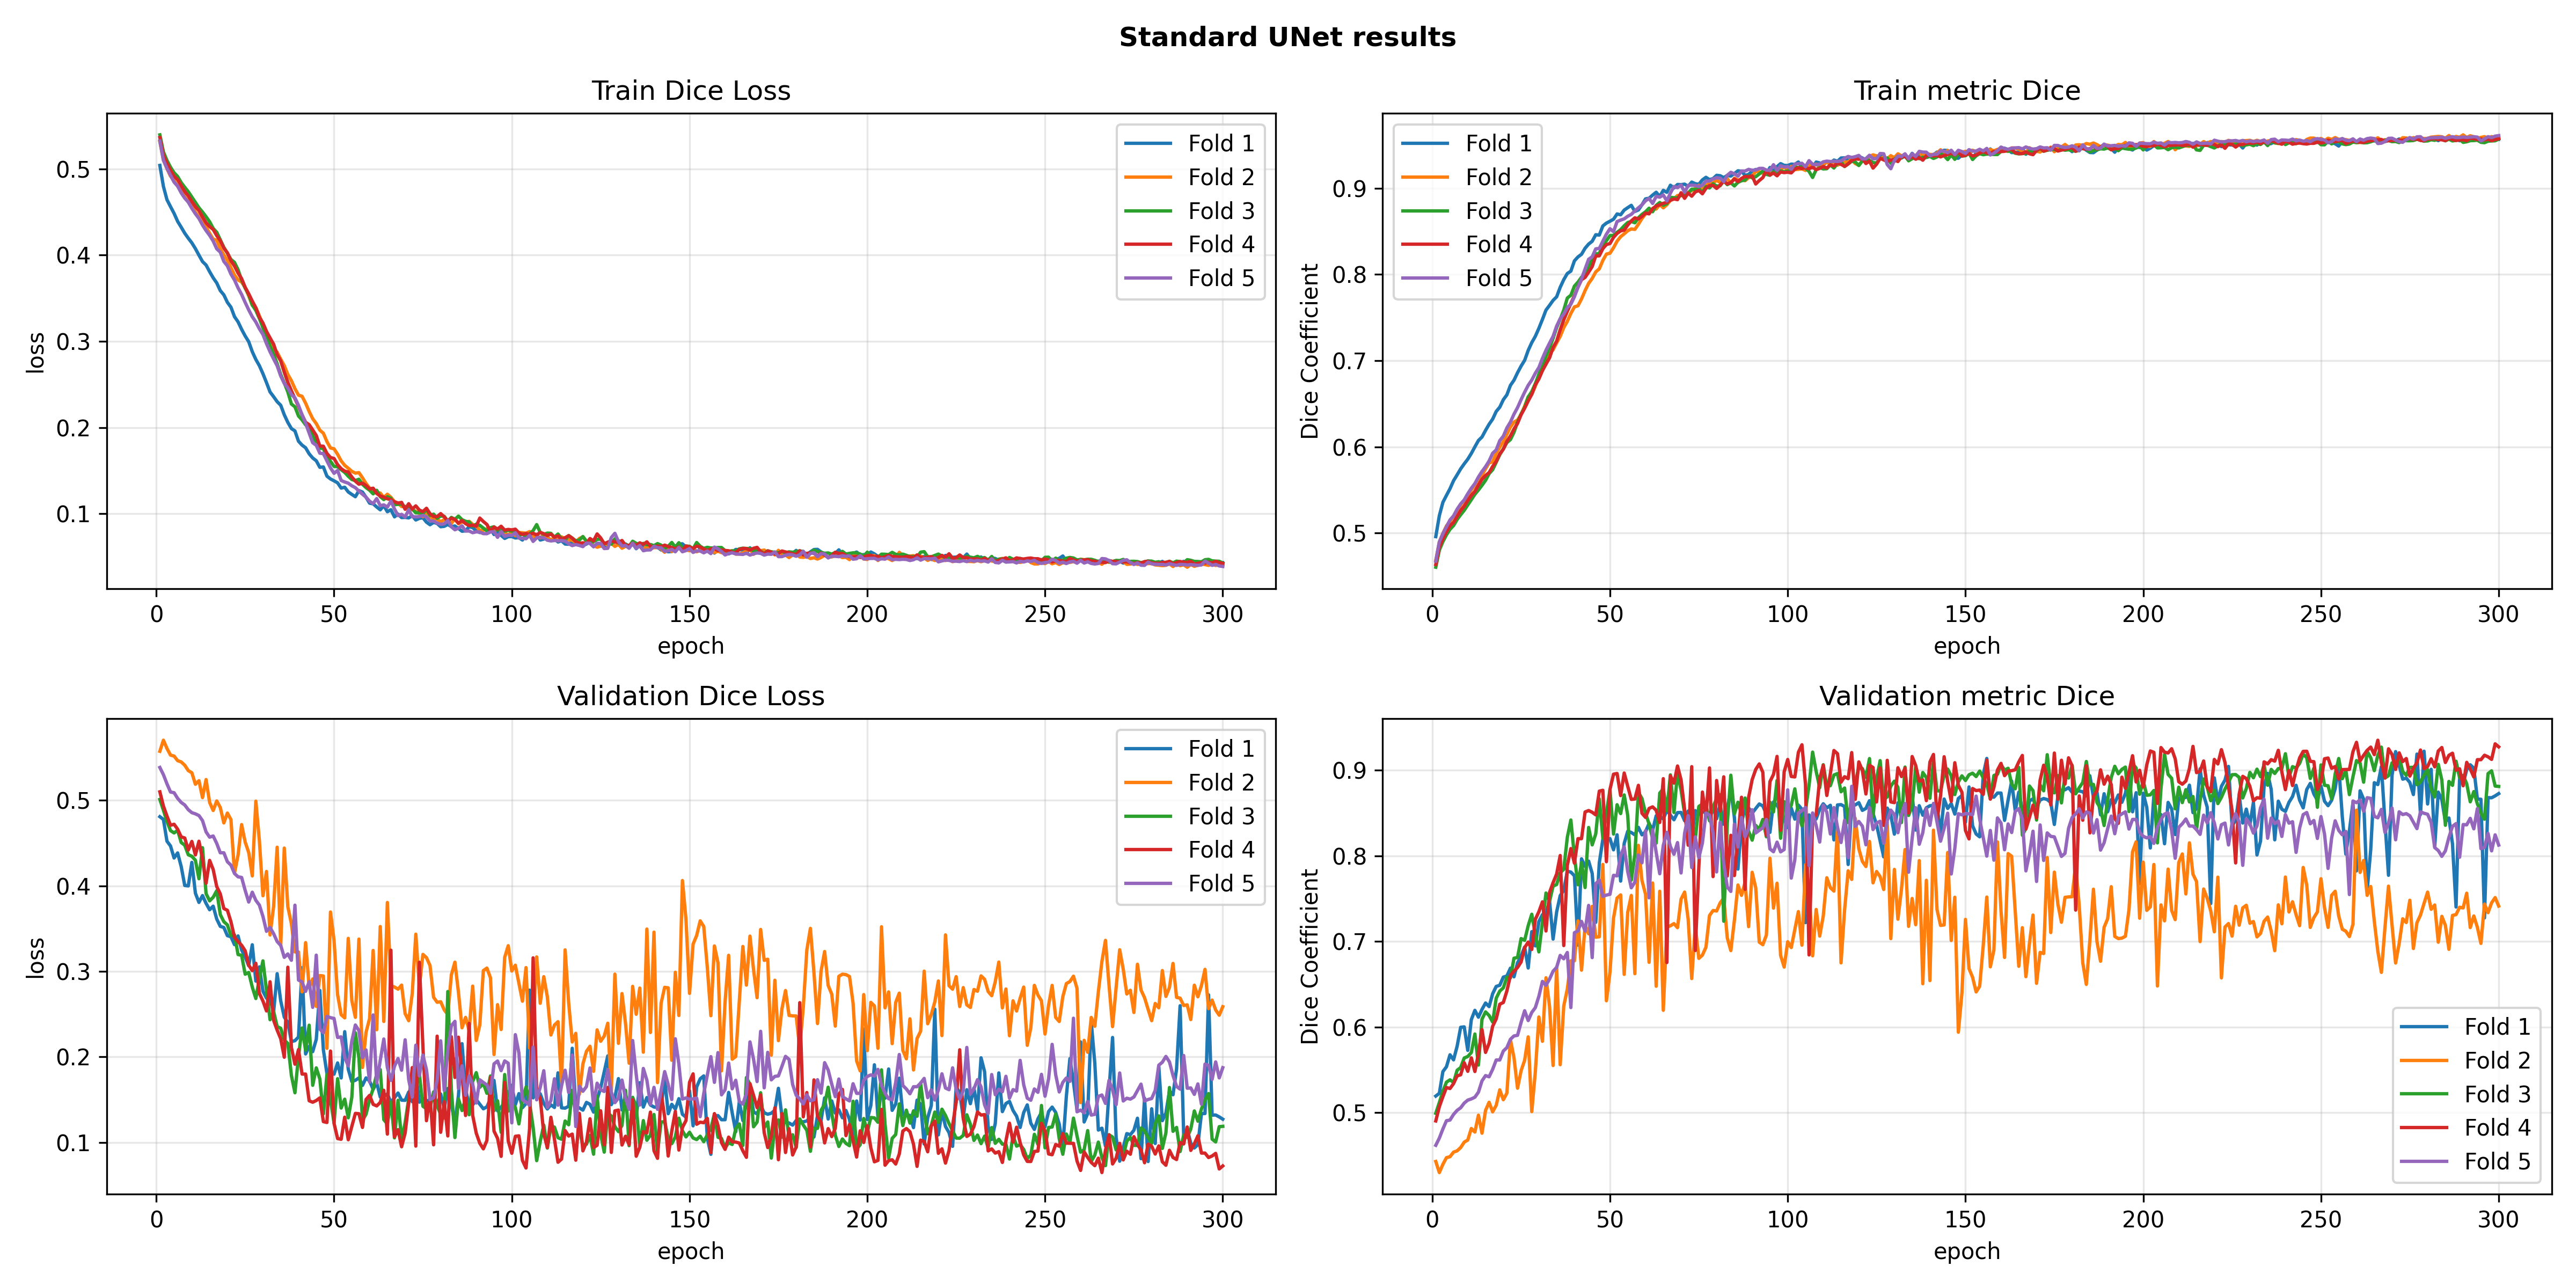 Standard UNet results
Train Dice Loss
loss
0.5
0.4
0.3
0.2
0.1
0
50
100
150
200
250
300
epoch
Fold 1
Fold 2
Fold 3
Fold 4
Fold 5
Train metric Dice
Dice Coefficient
0.9
0.8
0.7
0.6
0.5
0
50
100
150
200
250
300
epoch
Fold 1
Fold 2
Fold 3
Fold 4
Fold 5
Validation Dice Loss
loss
0.5
0.4
0.3
0.2
0.1
0
50
100
150
200
250
300
epoch
Fold 1
Fold 2
Fold 3
Fold 4
Fold 5
Validation metric Dice
Dice Coefficient
0.9
0.8
0.7
0.6
0.5
0
50
100
150
200
250
300
epoch
Fold 1
Fold 2
Fold 3
Fold 4
Fold 5